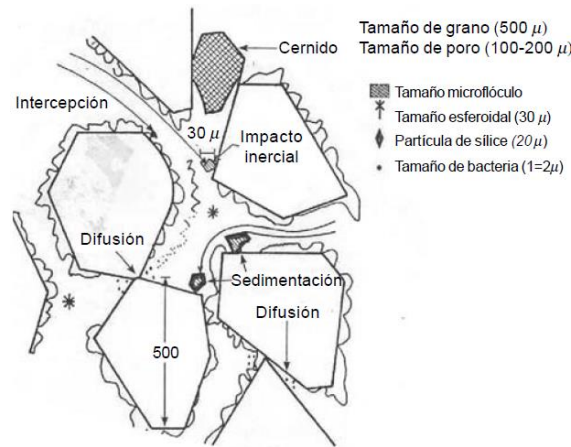 Tamaño de grano (500 μ)
Tamaño de poro (100-200 μ)
Cernido
Tamaño microflóculo
Tamaño esferoidal (30 μ)
Partícula de sílice (20μ)
Tamaño de bacteria (1=2μ)
Intercepción
30 μ
Impacto
inercial
Difusión
Sedimentación
Difusión
500